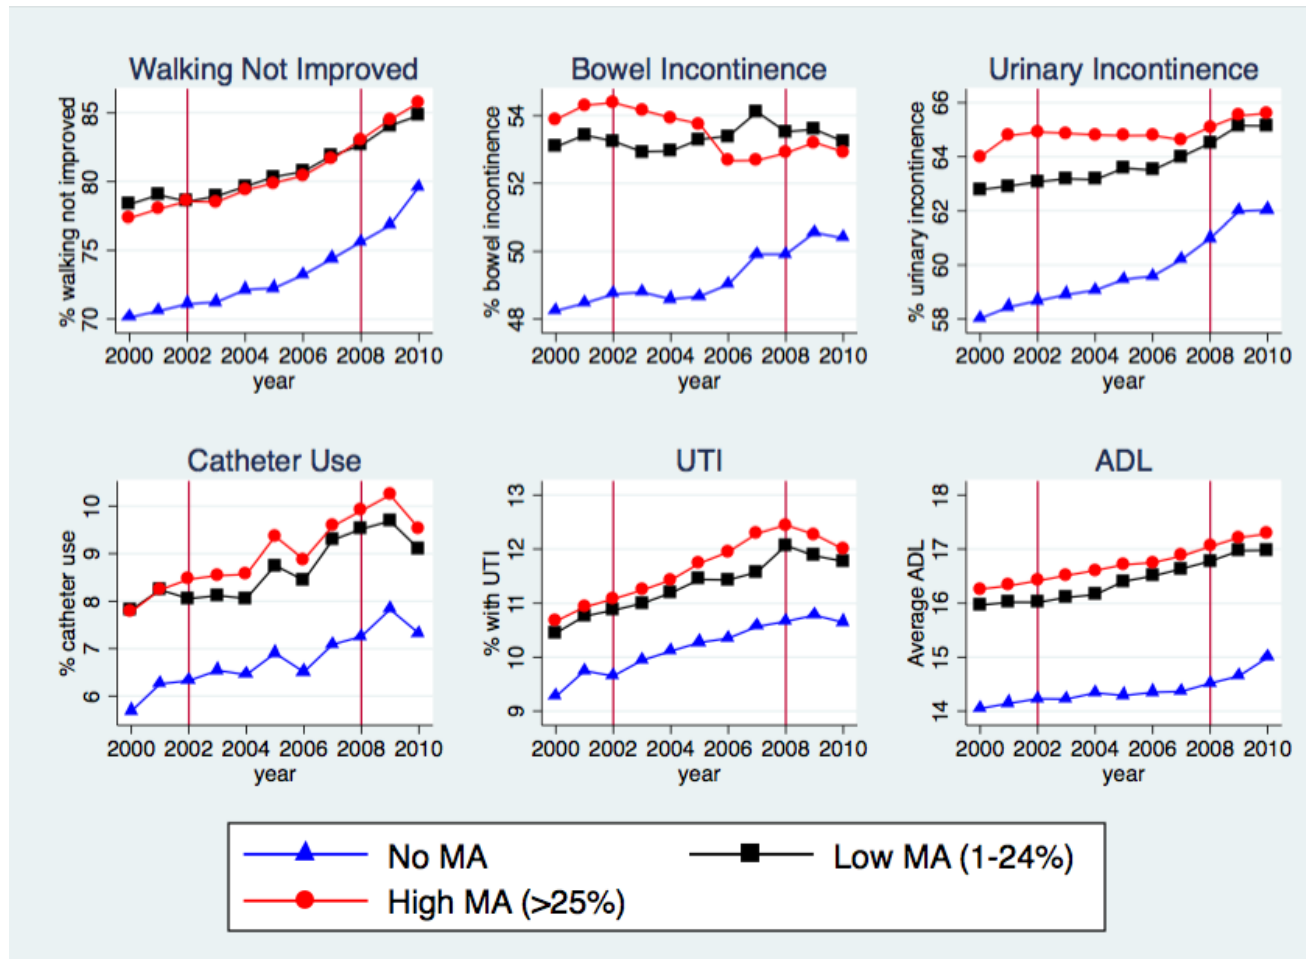 Walking Not Improved
% walking not improved
85
80
75
70
2000 2002 2004 2006 2008 2010
year
Bowel Incontinence
% bowel incontinence
54
52
50
48
2000 2002 2004 2006 2008 2010
year
Urinary Incontinence
% urinary incontinence
66
64
62
60
58
2000 2002 2004 2006 2008 2010
year
Catheter Use
% catheter use
10
9
8
7
6
2000 2002 2004 2006 2008 2010
year
UTI
% with UTI
13
12
11
10
9
2000 2002 2004 2006 2008 2010
year
ADL
Average ADL
18
17
16
15
14
2000 2002 2004 2006 2008 2010
year
No MA
Low MA (1-24%)
High MA (>25%)